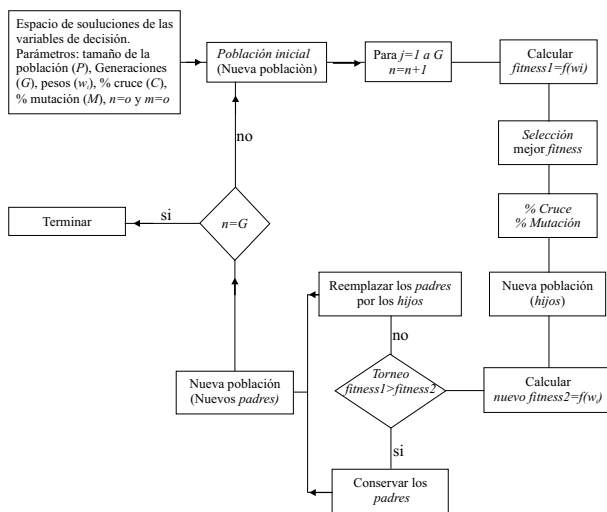 Espacio de souluciones de las
variables de decisión.
Parámetros: tamaño de la
población (P), Generaciones
(G), pesos (wᵢ), % cruce (C),
% mutación (M), n=o y m=o
Población inicial
(Nueva poblaciòn)
Para j=1 a G
n=n+1
Calcular
fitness1=f(wi)
Selección
mejor fitness
% Cruce
% Mutación
Nueva población
(hijos)
Calcular
nuevo fitness2=f(wᵢ)
Torneo
fitness1>fitness2
no
Reemplazar los padres
por los hijos
si
Conservar los
padres
Nueva población
(Nuevos padres)
n=G
no
si
Terminar